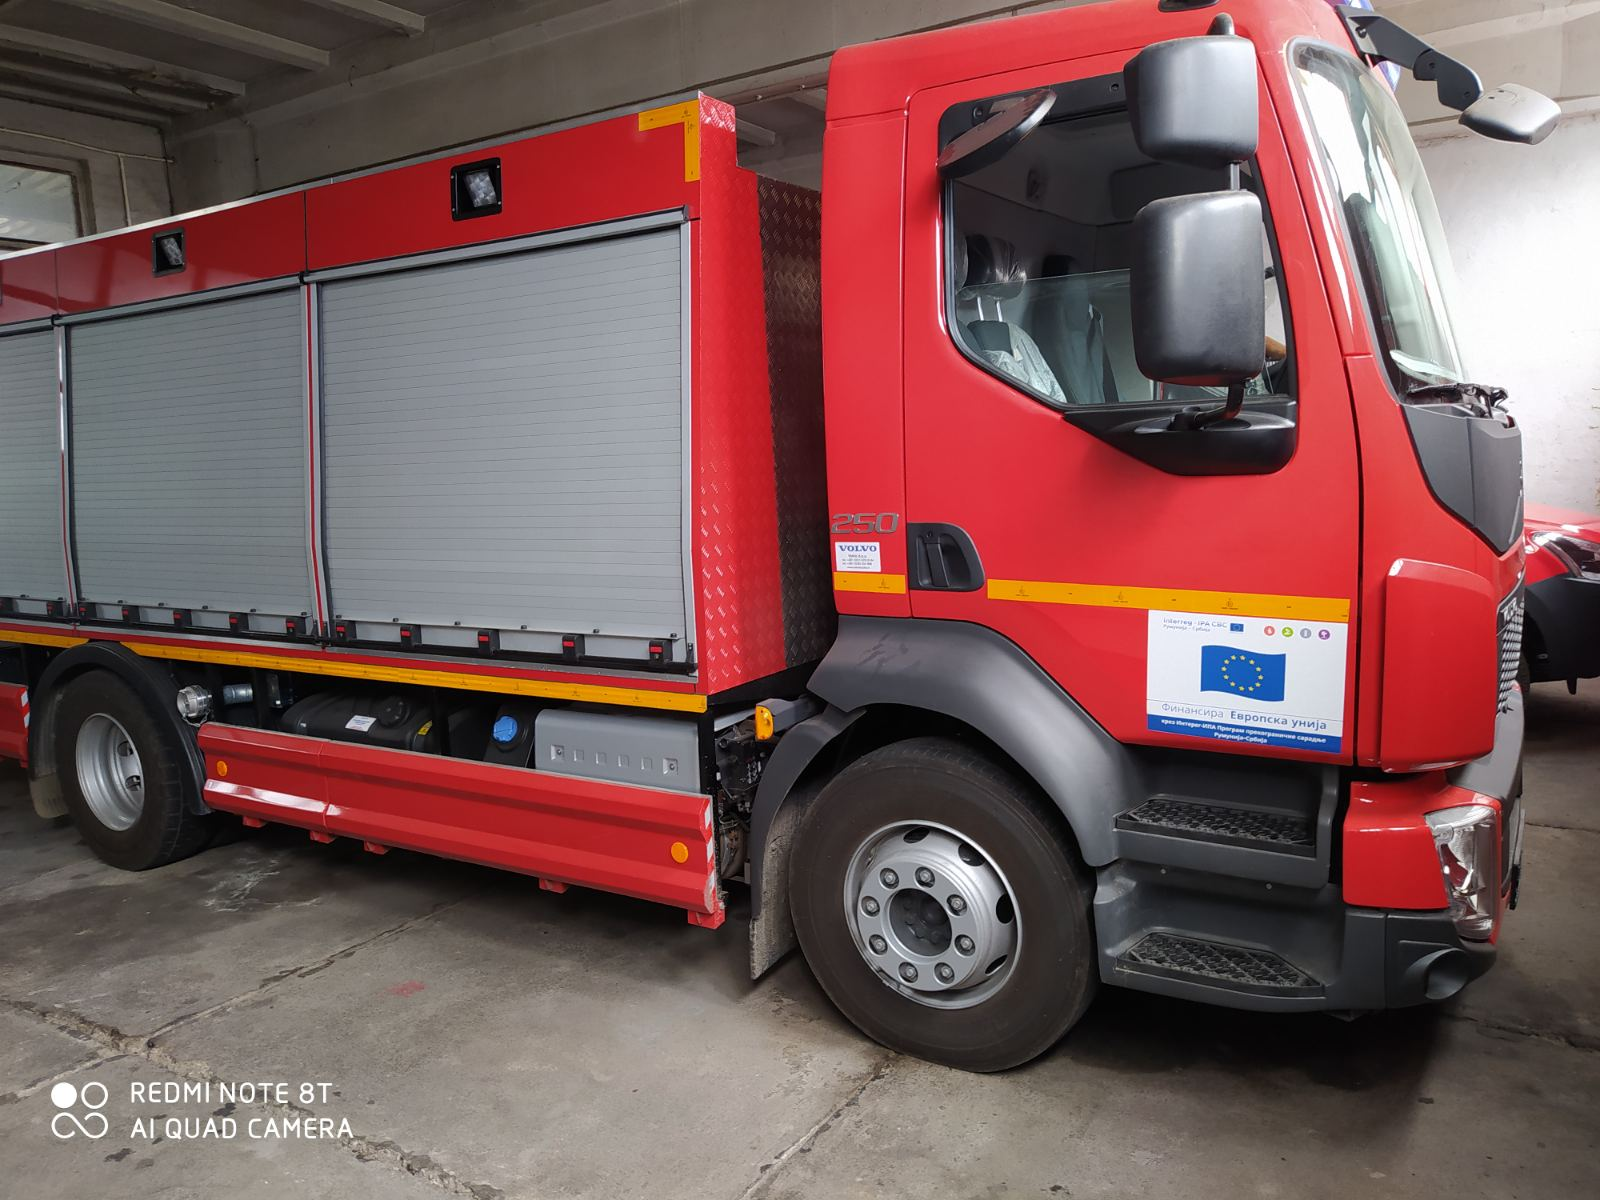 250
VOLVO
Interreg - IPA CBC
Румунија - Србија
Финансира Европска унија
кроз Интерег-ИПА Програм прекограничне сарадње
Румунија-Србија
REDMI NOTE 8T
AI QUAD CAMERA